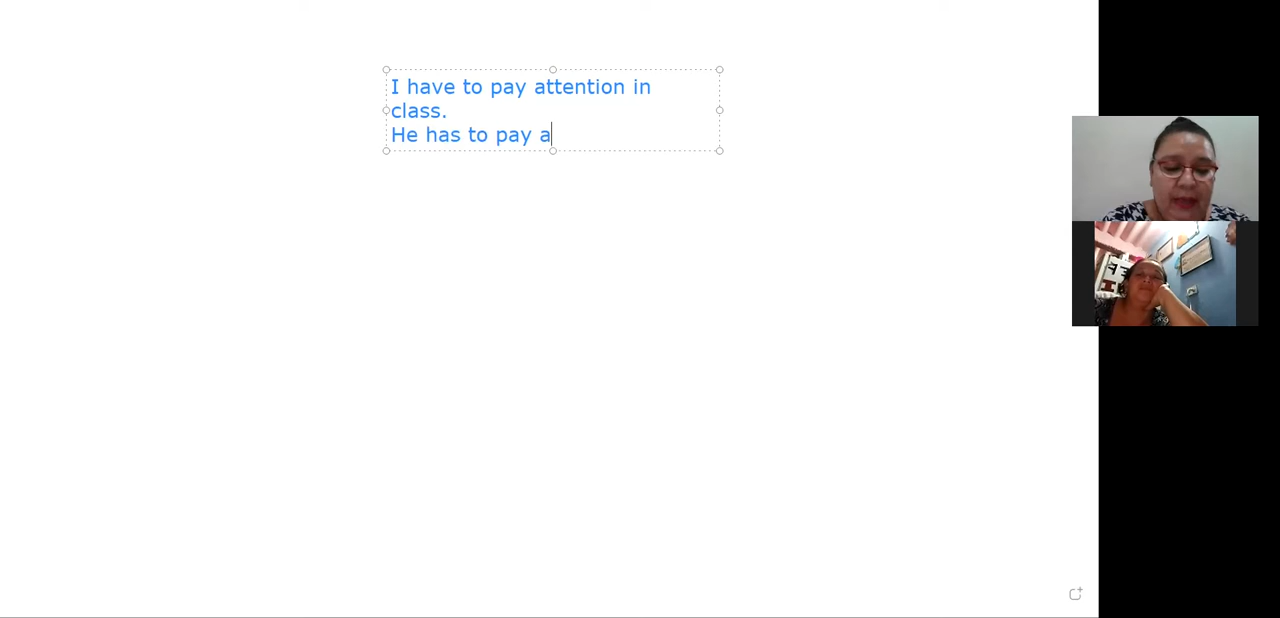 I have to pay attention in
class.
He has to pay a